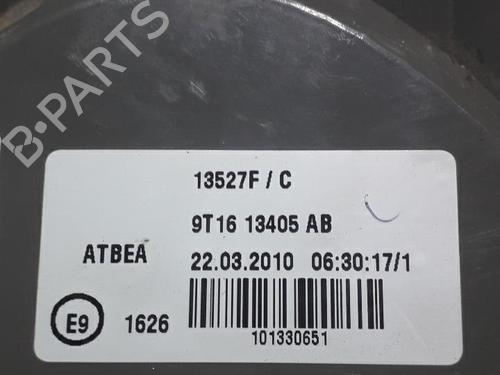 B-PARTS
13527F / C
9T16 13405 AB
ATBEA 22.03.2010 06:30:17/1
E9 1626
101330651